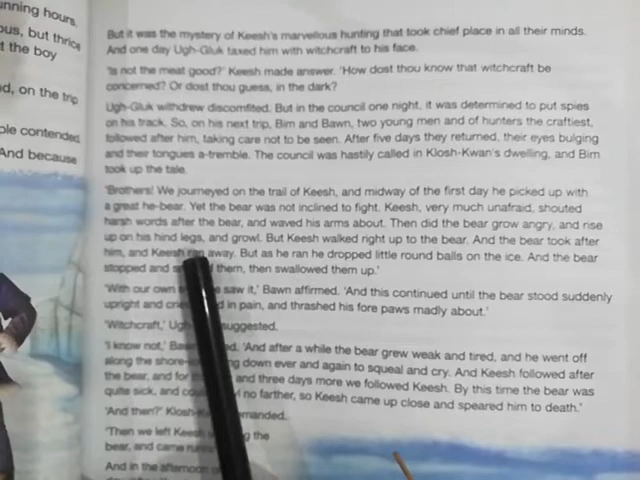 nning hours
ous, but thrice
t the boy
d, on the trip
ple contended
And because
But it was the mystery of Keesh's marvellous hunting that took chief place in all their minds.
And one day Ugh-Gluk taxed him with witchcraft to his face.
'Is not the meat good?' Keesh made answer. 'How dost thou know that witchcraft be
concerned? Or dost thou guess, in the dark?
Ugh-Gluk withdrew discomfited. But in the council one night, it was determined to put spies
on his track. So, on his next trip, Bim and Bawn, two young men and of hunters the craftiest,
followed after him, taking care not to be seen. After five days they returned, their eyes bulging
and their tongues a-tremble. The council was hastily called in Klosh-Kwan's dwelling, and Bim
took up the tale.
'Brothers! We journeyed on the trail of Keesh, and midway of the first day he picked up with
a great he-bear. Yet the bear was not inclined to fight. Keesh, very much unafraid, shouted
harsh words after the bear, and waved his arms about. Then did the bear grow angry, and rise
up on his hind legs, and growl. But Keesh walked right up to the bear. And the bear took after
him, and Keesh ran away. But as he ran he dropped little round balls on the ice. And the bear
stopped and them, then swallowed them up.'
'With our own saw it,' Bawn affirmed. 'And this continued until the bear stood suddenly
upright and in pain, and thrashed his fore paws madly about.'
'Witchcraft,' Ugh suggested.
'I know not,' Baw ed. 'And after a while the bear grew weak and tired, and he went off
along the shore- ng down ever and again to squeal and cry. And Keesh followed after
the bear, and for and three days more we followed Keesh. By this time the bear was
quite sick, and no farther, so Keesh came up close and speared him to death.'
'And then?' Klosh manded.
'Then we left Keesh g the
bear, and came
And in the afternoon